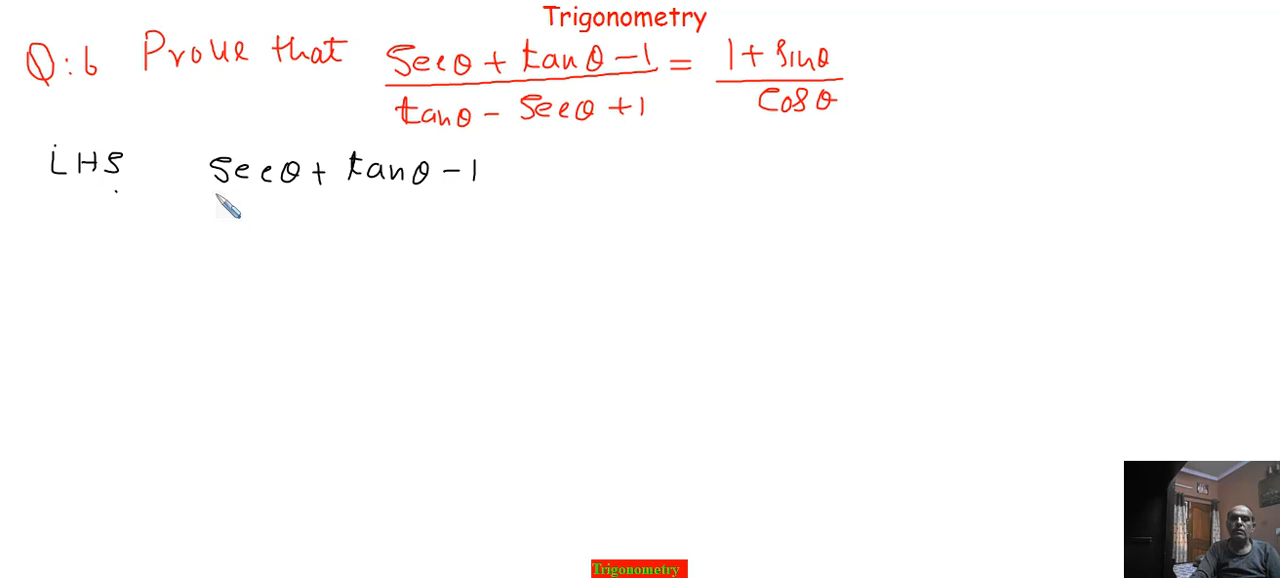 Trigonometry
Q:6 Prove that secθ + tanθ -1 / tanθ - secθ +1 = 1 + sinθ / cosθ
LHS secθ + tanθ -1
Trigonometry